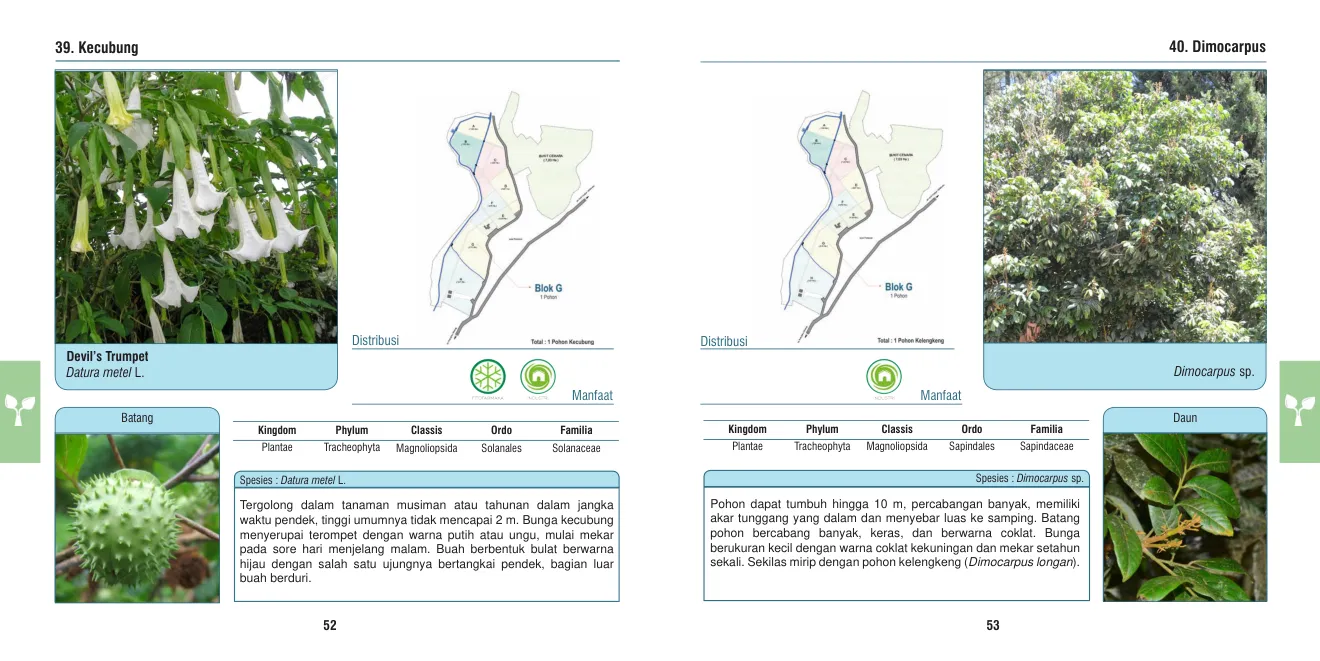 39. Kecubung
BUKIT CEMARA
Blok G
1 Pohon
Devil's Trumpet
Datura metel L.
Distribusi
Total : 1 Pohon Kecubung
Manfaat
Batang
Kingdom Phylum Classis Ordo Familia
Plantae Tracheophyta Magnoliopsida Solanales Solanaceae
Spesies : Datura metel L.
Tergolong dalam tanaman musiman atau tahunan dalam jangka
waktu pendek, tinggi umumnya tidak mencapai 2 m. Bunga kecubung
menyerupai terompet dengan warna putih atau ungu, mulai mekar
pada sore hari menjelang malam. Buah berbentuk bulat berwarna
hijau dengan salah satu ujungnya bertangkai pendek, bagian luar
buah berduri.
52
40. Dimocarpus
BUKIT CEMARA
Blok G
1 Pohon
Distribusi
Total : 1 Pohon Kelengkeng
Dimocarpus sp.
Manfaat
Daun
Kingdom Phylum Classis Ordo Familia
Plantae Tracheophyta Magnoliopsida Sapindales Sapindaceae
Spesies : Dimocarpus sp.
Pohon dapat tumbuh hingga 10 m, percabangan banyak, memiliki
akar tunggang yang dalam dan menyebar luas ke samping. Batang
pohon bercabang banyak, keras, dan berwarna coklat. Bunga
berukuran kecil dengan warna coklat kekuningan dan mekar setahun
sekali. Sekilas mirip dengan pohon kelengkeng (Dimocarpus longan).
53